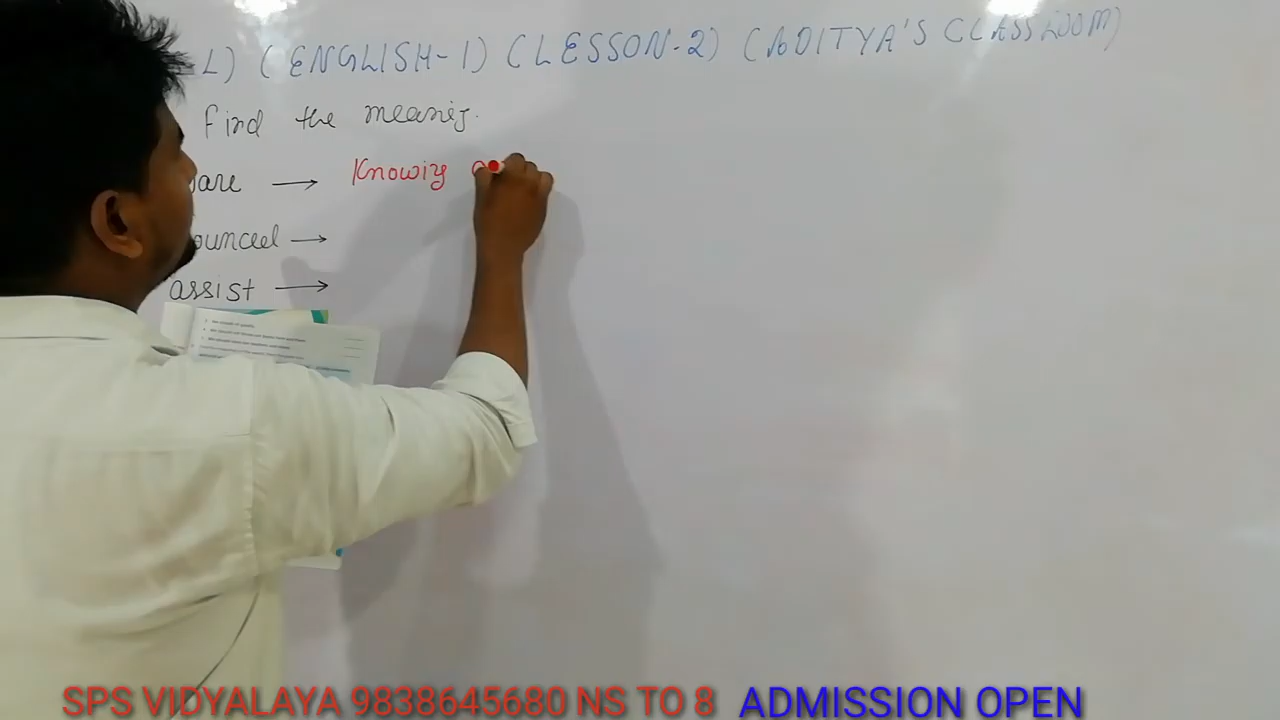 L) (ENGLISH-1) (LESSON-2) (ADITYA'S CLASSROOM)
Find the meaning.
are → Knowing
ounced →
assist →
SPS VIDYALAYA 9838645680 NS TO 8 ADMISSION OPEN